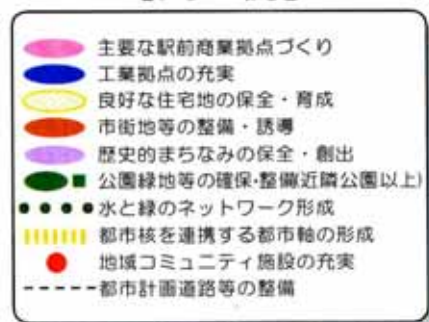 主要な駅前商業拠点づくり
工業拠点の充実
良好な住宅地の保全・育成
市街地等の整備・誘導
歴史的まちなみの保全・創出
公園緑地等の確保・整備(近隣公園以上)
水と緑のネットワーク形成
都市核を連携する都市軸の形成
地域コミュニティ施設の充実
都市計画道路等の整備